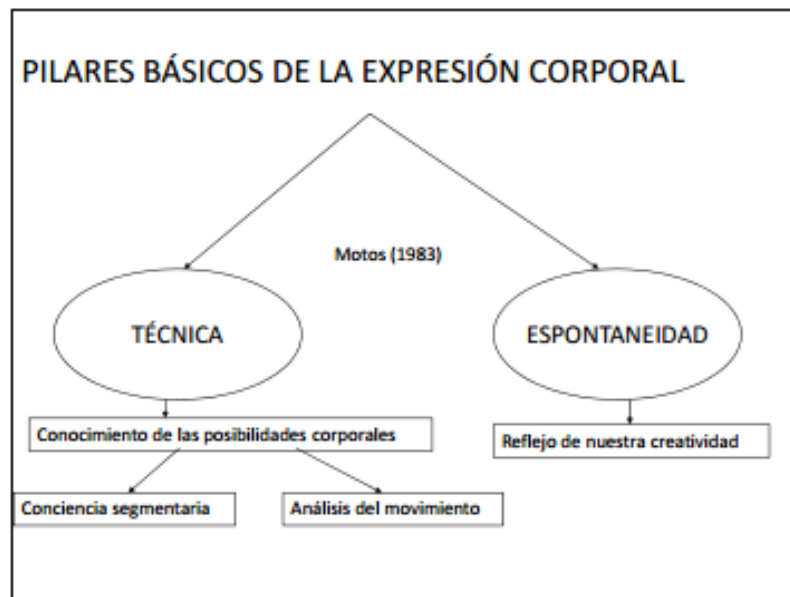 PILARES BÁSICOS DE LA EXPRESIÓN CORPORAL
Motos (1983)
TÉCNICA
ESPONTANEIDAD
Conocimiento de las posibilidades corporales
Reflejo de nuestra creatividad
Conciencia segmentaria
Análisis del movimiento